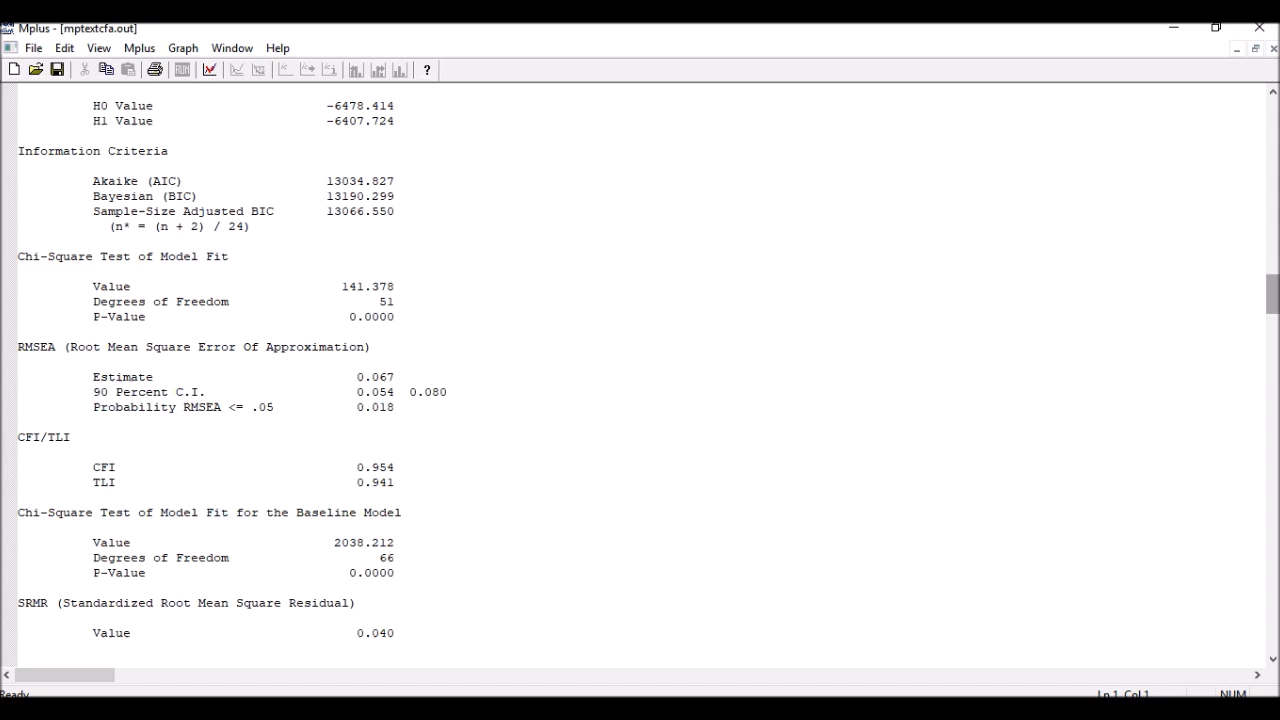 Mplus - [mptextcfa.out]
File Edit View Mplus Graph Window Help
H0 Value -6478.414
H1 Value -6407.724
Information Criteria
Akaike (AIC) 13034.827
Bayesian (BIC) 13190.299
Sample-Size Adjusted BIC 13066.550
(n* = (n + 2) / 24)
Chi-Square Test of Model Fit
Value 141.378
Degrees of Freedom 51
P-Value 0.0000
RMSEA (Root Mean Square Error Of Approximation)
Estimate 0.067
90 Percent C.I. 0.054 0.080
Probability RMSEA <= .05 0.018
CFI/TLI
CFI 0.954
TLI 0.941
Chi-Square Test of Model Fit for the Baseline Model
Value 2038.212
Degrees of Freedom 66
P-Value 0.0000
SRMR (Standardized Root Mean Square Residual)
Value 0.040
Ready Ln 1, Col 1 NUM